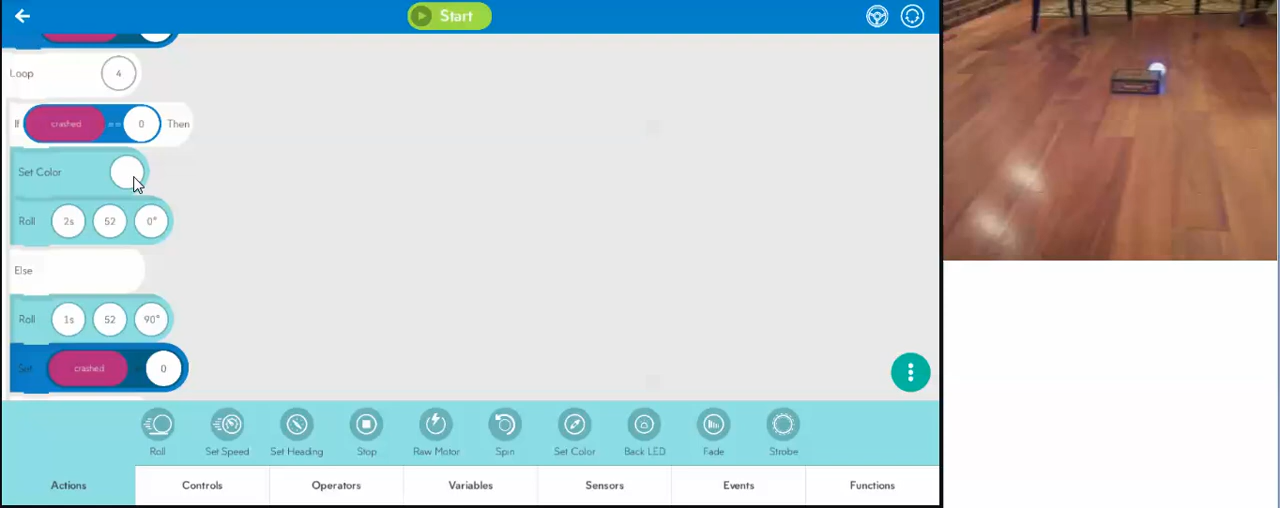 Start
Loop 4
If crashed == 0 Then
Set Color
Roll 2s 52 0°
Else
Roll 1s 52 90°
Set crashed 0
Roll Set Speed Set Heading Stop Raw Motor Spin Set Color Back LED Fade Strobe
Actions Controls Operators Variables Sensors Events Functions